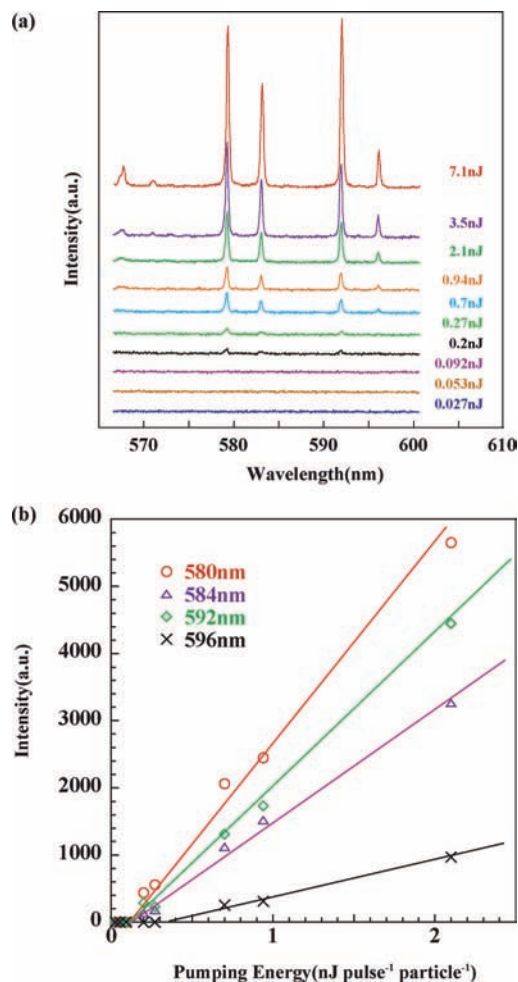 (a)
Intensity(a.u.)
7.1nJ
3.5nJ
2.1nJ
0.94nJ
0.7nJ
0.27nJ
0.2nJ
0.092nJ
0.053nJ
0.027nJ
570 580 590 600 610
Wavelength(nm)
(b)
6000
5000
4000
3000
2000
1000
0
Intensity(a.u.)
580nm
584nm
592nm
596nm
0 1 2
Pumping Energy(nJ pulse⁻¹ particle⁻¹)